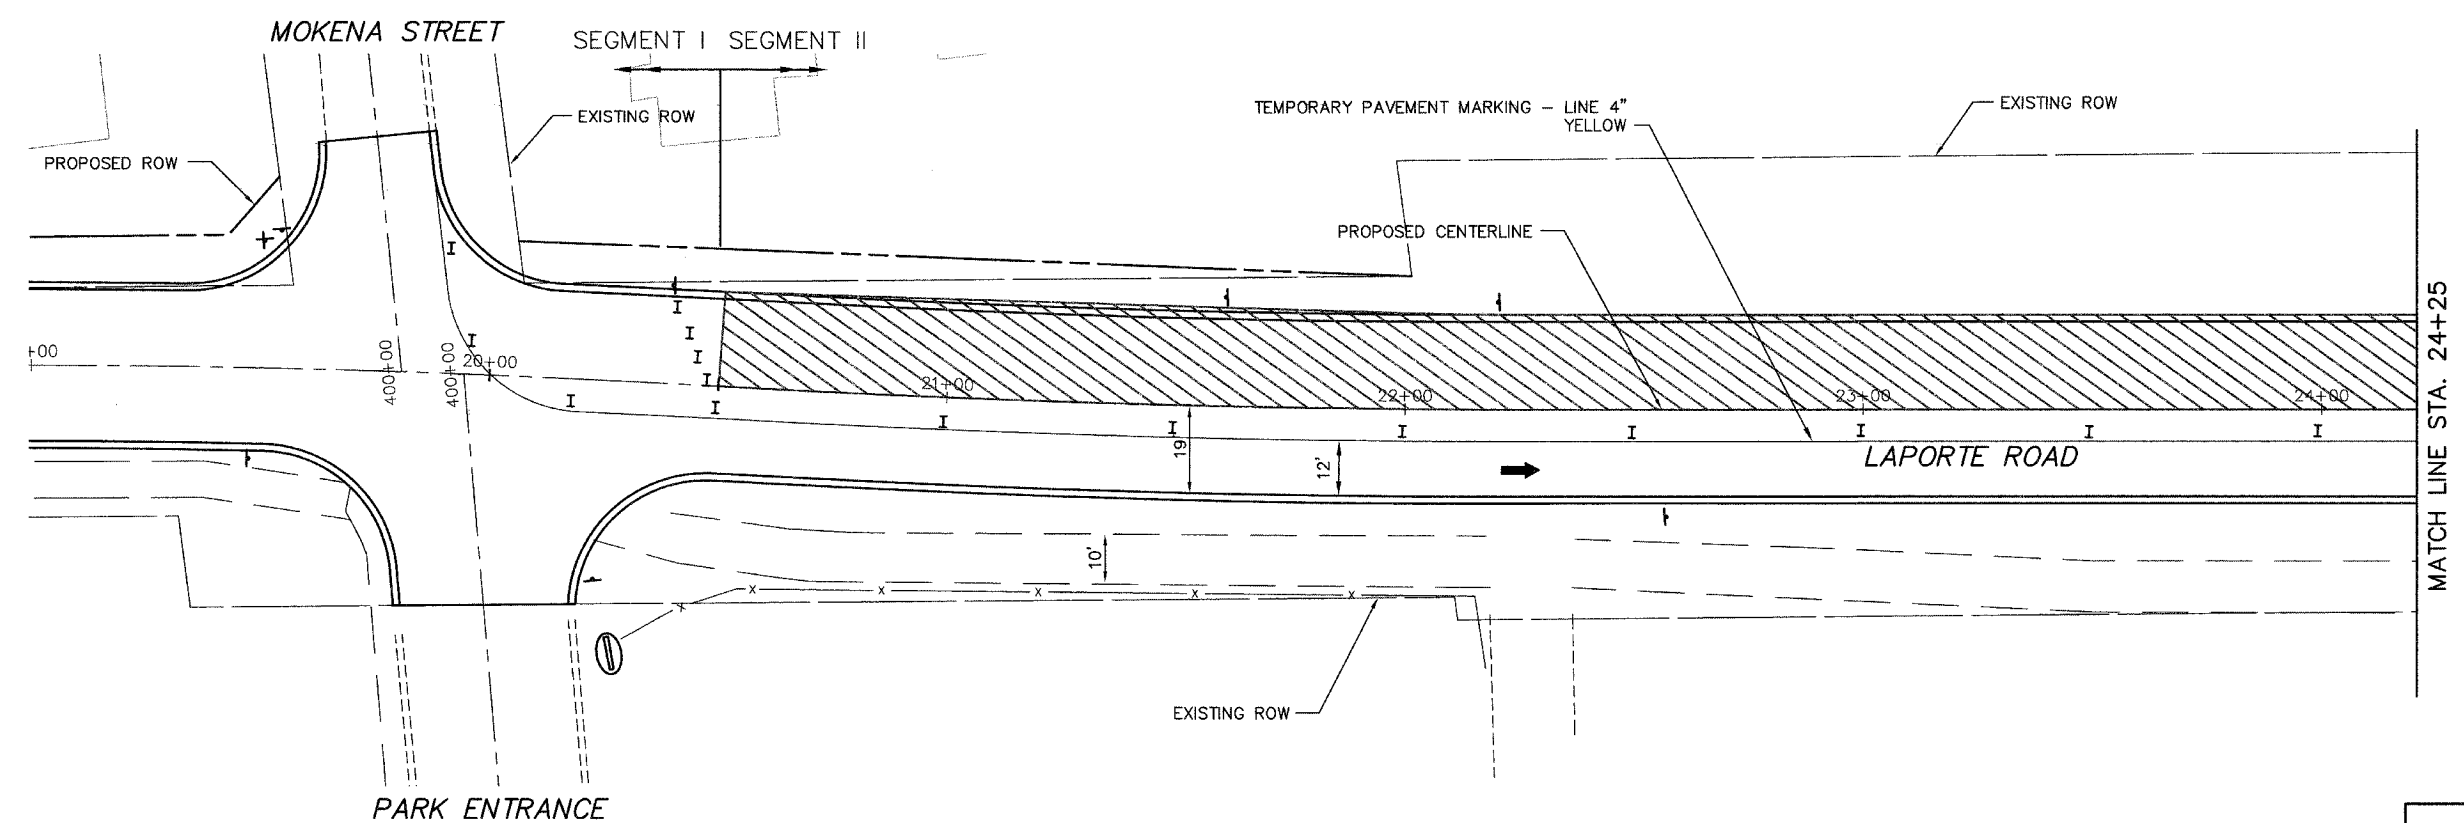 MOKENA STREET
SEGMENT I SEGMENT II
TEMPORARY PAVEMENT MARKING – LINE 4"
YELLOW
EXISTING ROW
EXISTING ROW
PROPOSED ROW
PROPOSED CENTERLINE
+00
400+00
400+00
20+00
21+00
22+00
23+00
24+00
19'
12'
LAPORTE ROAD
MATCH LINE STA. 24+25
10'
x x x x x x
EXISTING ROW
PARK ENTRANCE